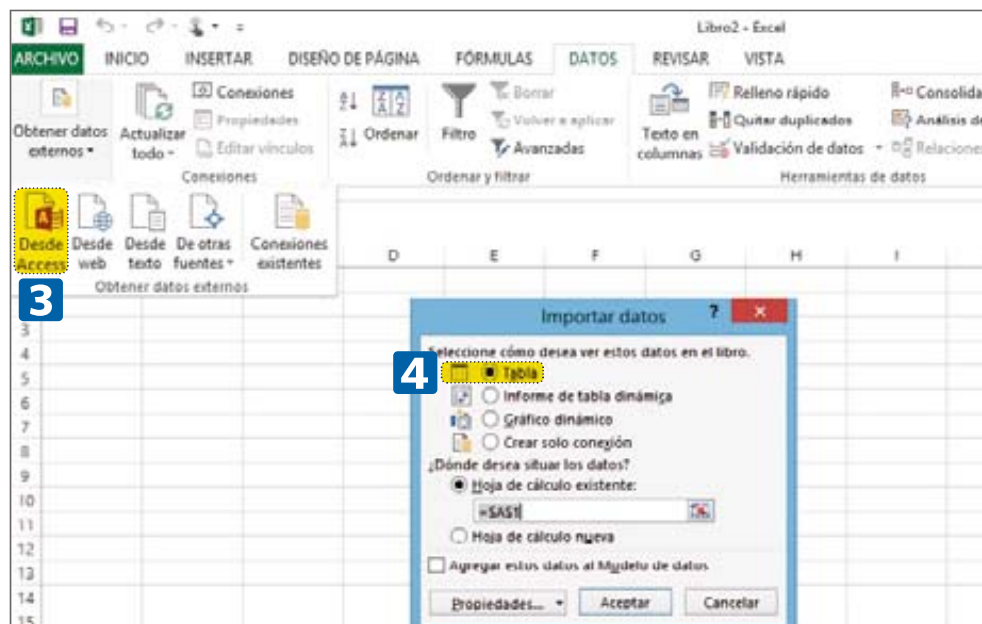 Libro2 - Excel
ARCHIVO INICIO INSERTAR DISEÑO DE PÁGINA FÓRMULAS DATOS REVISAR VISTA
Obtener datos externos
Actualizar todo
Conexiones
Propiedades
Editar vínculos
Conexiones
Ordenar
Filtro
Borrar
Volver a aplicar
Avanzadas
Ordenar y filtrar
Texto en columnas
Relleno rápido
Quitar duplicados
Validación de datos
Consolida
Análisis de
Relacione
Herramientas de datos
Desde Access
Desde web
Desde texto
De otras fuentes
Conexiones existentes
Obtener datos externos
3
D E F G H I
3
4
5
6
7
8
9
10
11
12
13
14
15
Importar datos ? ×
Seleccione cómo desea ver estos datos en el libro.
4
Tabla
Informe de tabla dinámica
Gráfico dinámico
Crear solo conexión
¿Dónde desea situar los datos?
Hoja de cálculo existente:
=$A$1
Hoja de cálculo nueva
Agregar estos datos al Modelo de datos
Propiedades... Aceptar Cancelar